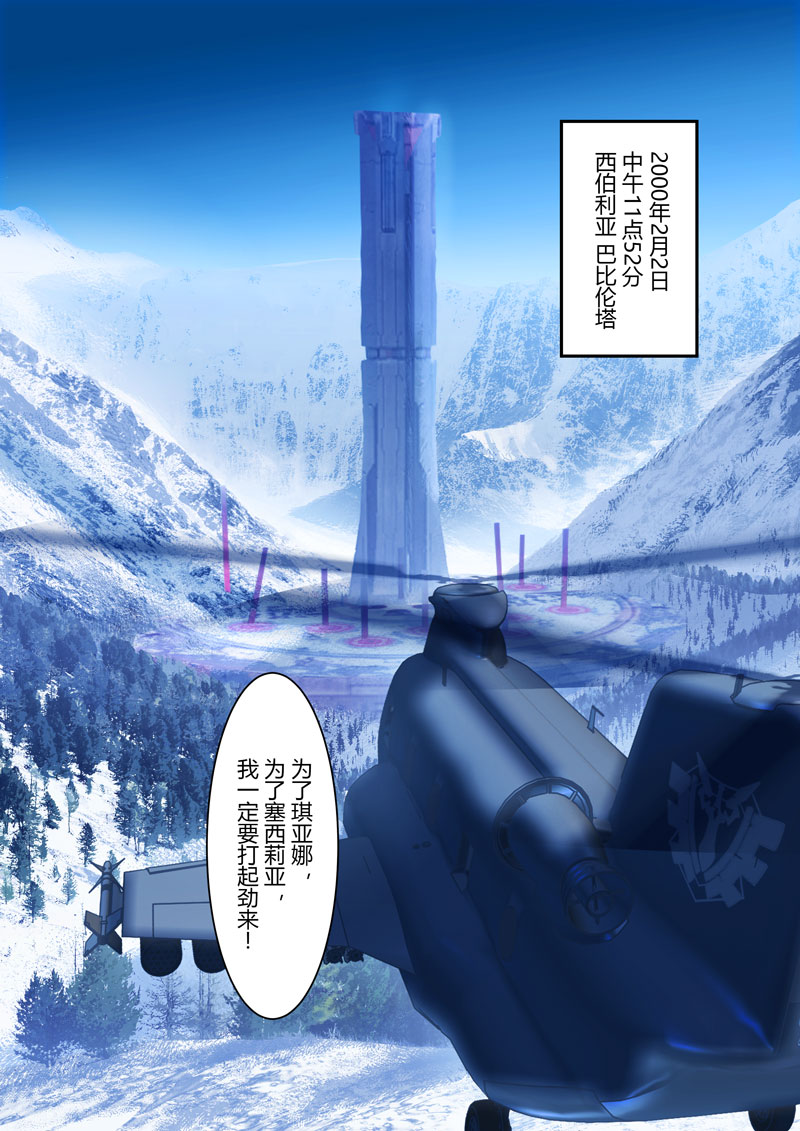 2000年2月2日
中午11点52分
西伯利亚 巴比伦塔
为了琪亚娜，
为了塞西莉亚，
我一定要打起劲来！